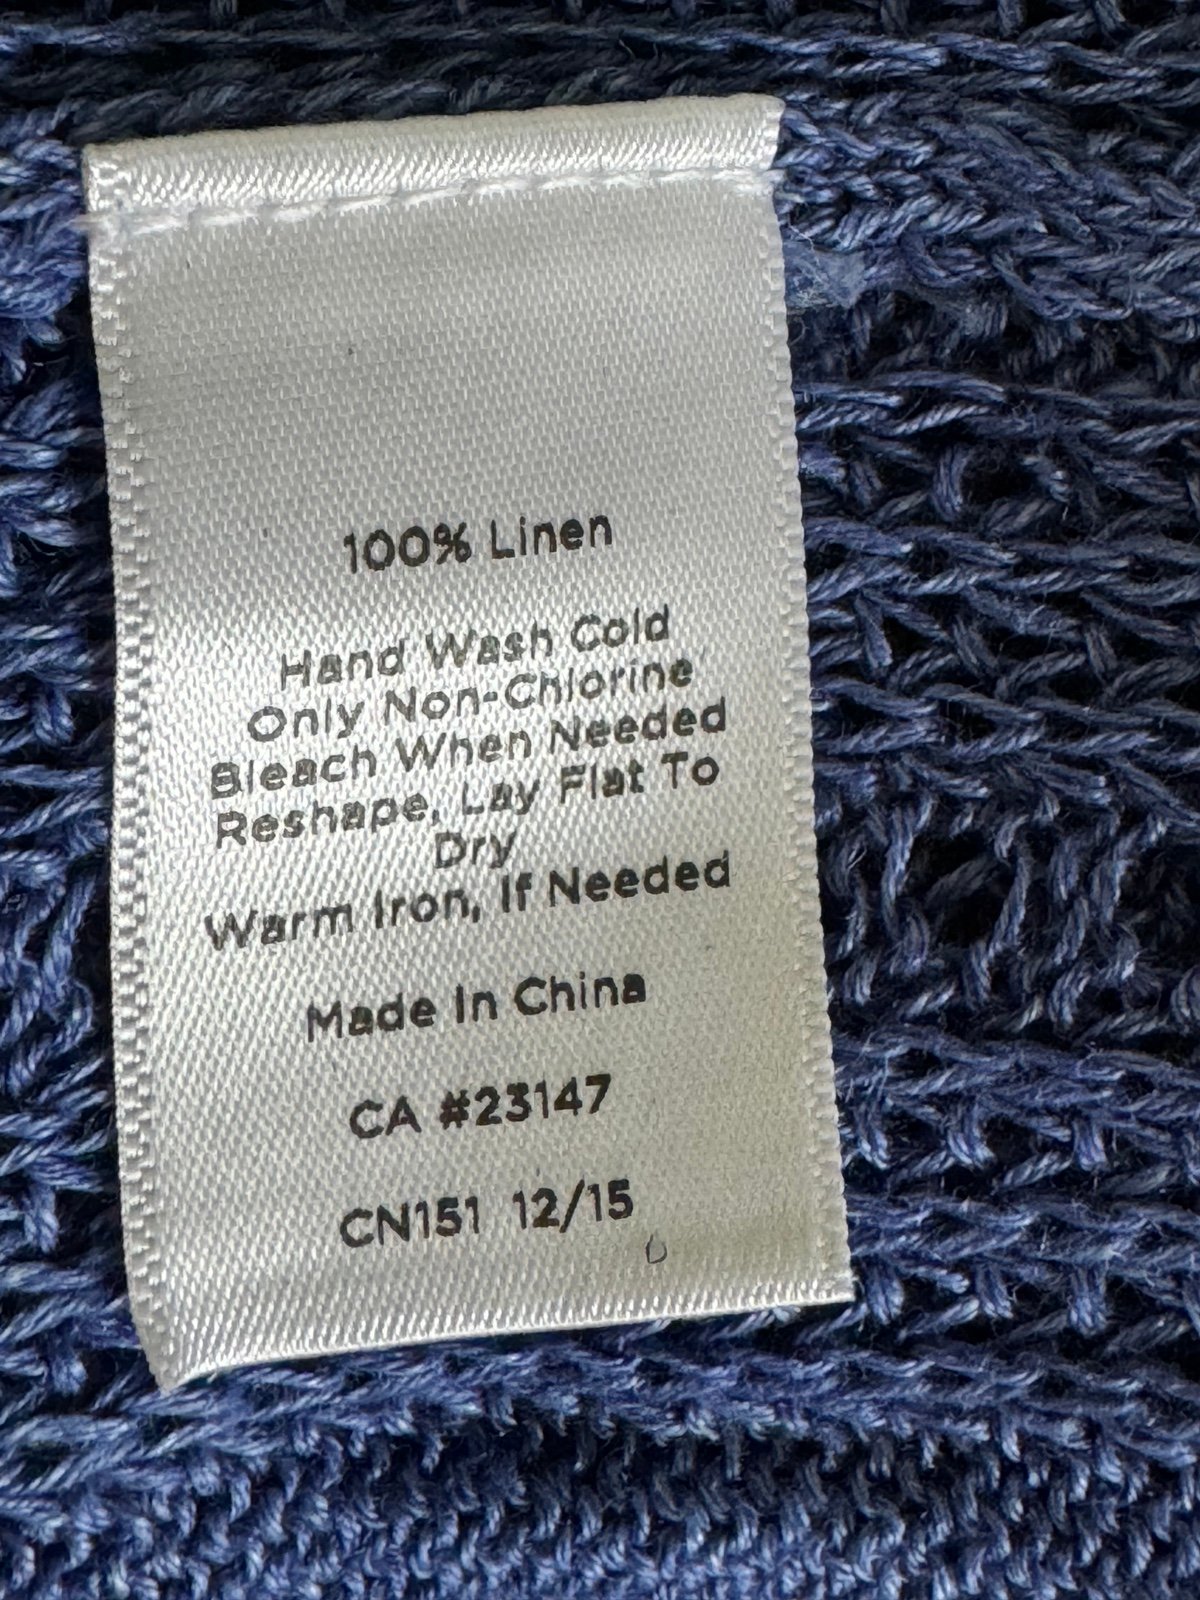 100% Linen
Hand Wash Cold
Only Non-Chlorine
Bleach When Needed
Reshape, Lay Flat To
Dry
Warm Iron, If Needed
Made In China
CA #23147
CN151 12/15